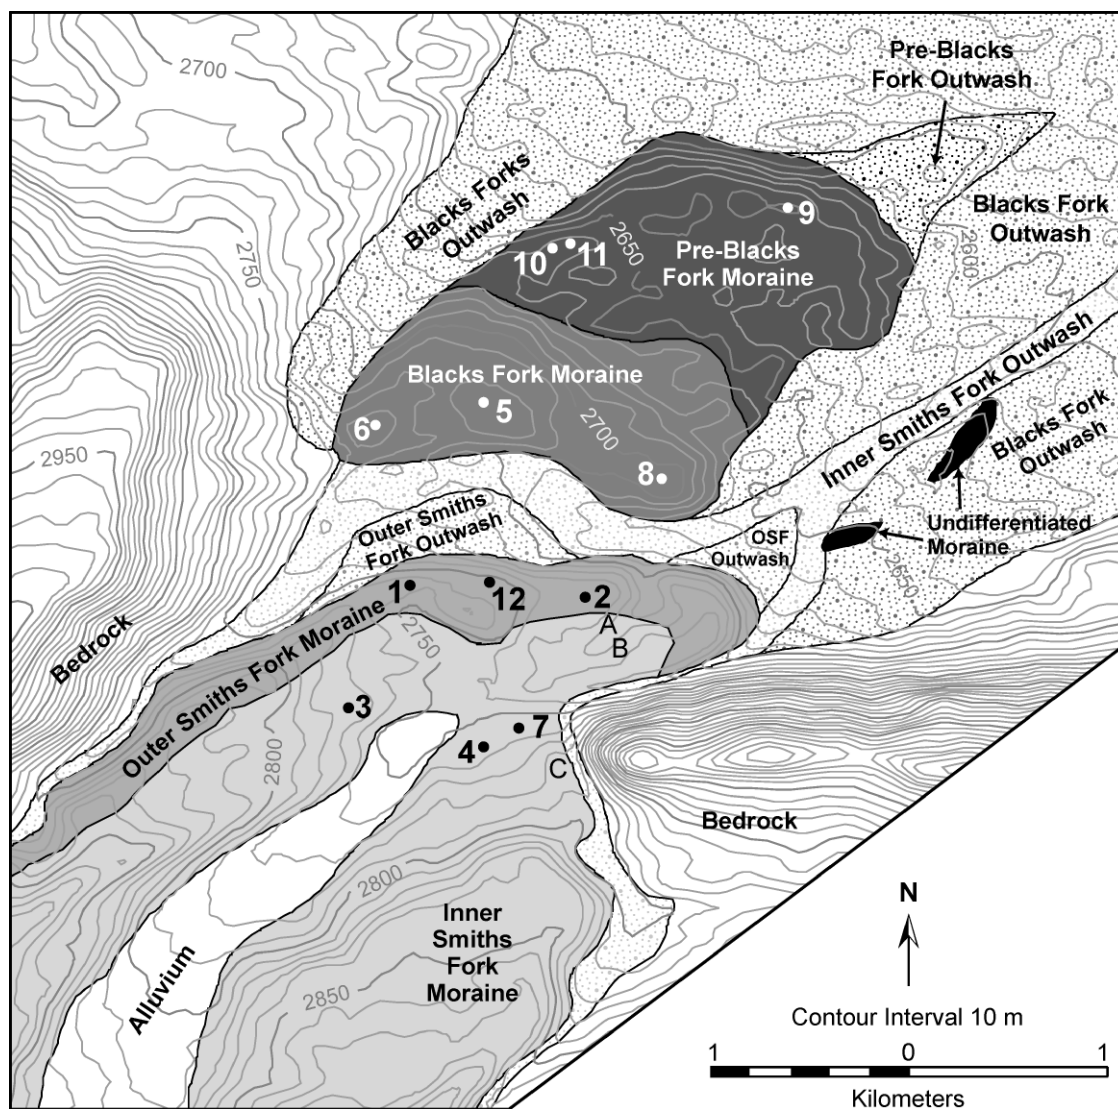 2700
Pre-Blacks
Fork Outwash
Blacks Forks
Outwash
Blacks Fork
Outwash
2750
9
2600
10
11
2650
Pre-Blacks
Fork Moraine
Blacks Fork Moraine
5
6
2700
8
2950
Inner Smiths Fork Outwash
Blacks Fork
Outwash
Undifferentiated
Moraine
Outer Smiths
Fork Outwash
OSF
Outwash
2650
1
12
2
A
B
Bedrock
Outer Smiths Fork Moraine
2750
3
2800
7
4
C
Bedrock
2800
Inner
Smiths
Fork
Moraine
Alluvium
2850
N
Contour Interval 10 m
1 0 1
Kilometers